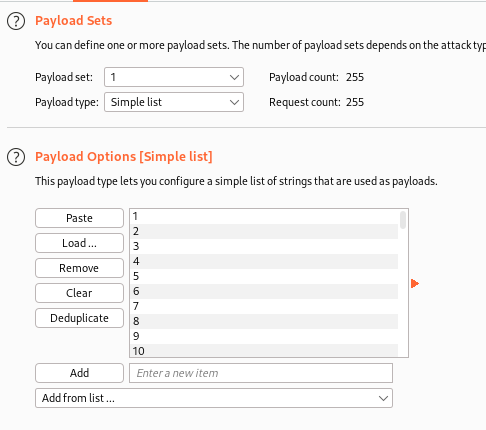 Payload Sets
You can define one or more payload sets. The number of payload sets depends on the attack typ
Payload set: 1 Payload count: 255
Payload type: Simple list Request count: 255
Payload Options [Simple list]
This payload type lets you configure a simple list of strings that are used as payloads.
Paste
Load ...
Remove
Clear
Deduplicate
1
2
3
4
5
6
7
8
9
10
Add Enter a new item
Add from list ...